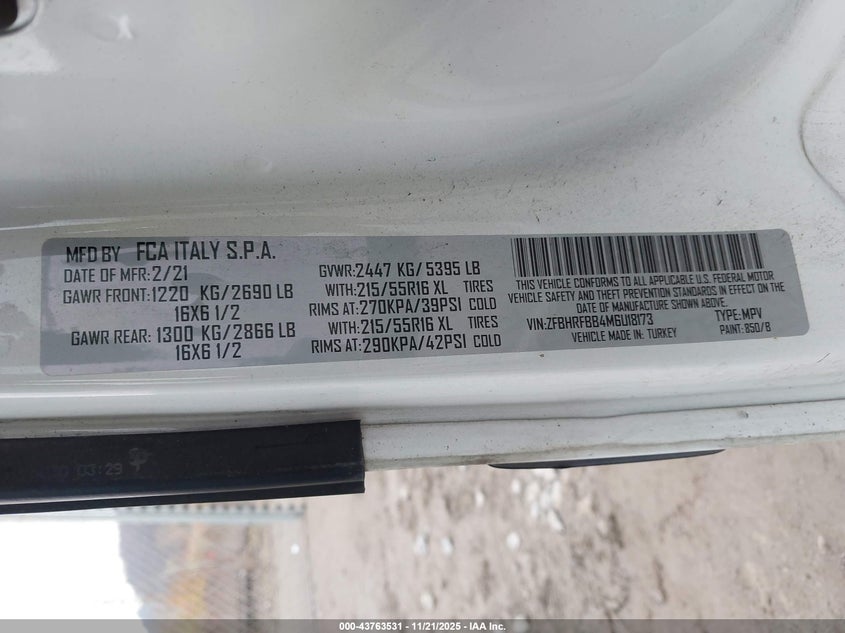 MFD BY FCA ITALY S.P.A.
DATE OF MFR: 2/21
GAWR FRONT: 1220 KG/2690 LB
16X6 1/2
GAWR REAR: 1300 KG/2866 LB
16X6 1/2
GVWR: 2447 KG/ 5395 LB
WITH: 215/55R16 XL TIRES
RIMS AT: 270KPA/39PSI COLD
WITH: 215/55R16 XL TIRES
RIMS AT: 290KPA/42PSI COLD
THIS VEHICLE CONFORMS TO ALL APPLICABLE U.S. FEDERAL MOTOR
VEHICLE SAFETY AND BUMPER STANDARDS IN EFFECT ON THE
DATE OF MANUFACTURE SHOWN ABOVE.
VIN: ZFBHRFBB4M6U18173 TYPE: MPV
VEHICLE MADE IN: TURKEY PAINT: 850/B
03:29
000-43763531 - 11/21/2025 - IAA Inc.